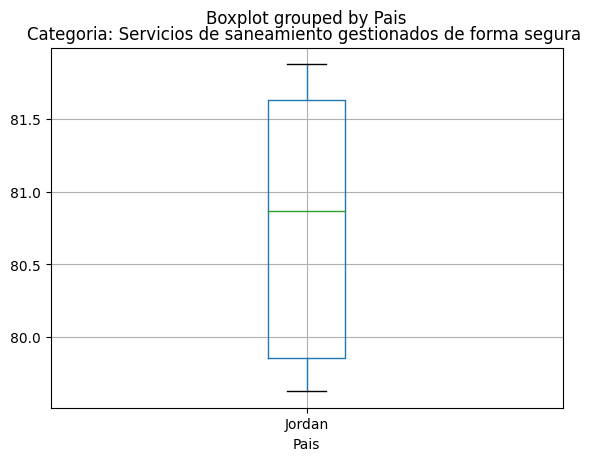 Boxplot grouped by Pais
Categoria: Servicios de saneamiento gestionados de forma segura
81.5
81.0
80.5
80.0
Jordan
Pais